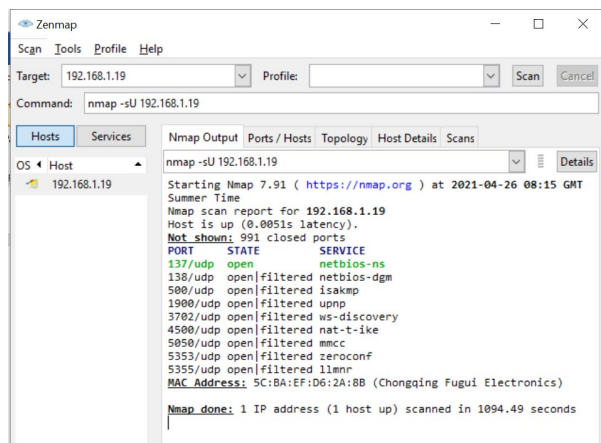 Zenmap
Scan Tools Profile Help
Target: 192.168.1.19 Profile: Scan Cancel
Command: nmap -sU 192.168.1.19
Hosts Services Nmap Output Ports / Hosts Topology Host Details Scans
OS Host nmap -sU 192.168.1.19 Details
192.168.1.19
Starting Nmap 7.91 ( https://nmap.org ) at 2021-04-26 08:15 GMT
Summer Time
Nmap scan report for 192.168.1.19
Host is up (0.0051s latency).
Not shown: 991 closed ports
PORT STATE SERVICE
137/udp open netbios-ns
138/udp open|filtered netbios-dgm
500/udp open|filtered isakmp
1900/udp open|filtered upnp
3702/udp open|filtered ws-discovery
4500/udp open|filtered nat-t-ike
5050/udp open|filtered mmcc
5353/udp open|filtered zeroconf
5355/udp open|filtered llmnr
MAC Address: 5C:BA:EF:D6:2A:8B (Chongqing Fugui Electronics)
Nmap done: 1 IP address (1 host up) scanned in 1094.49 seconds